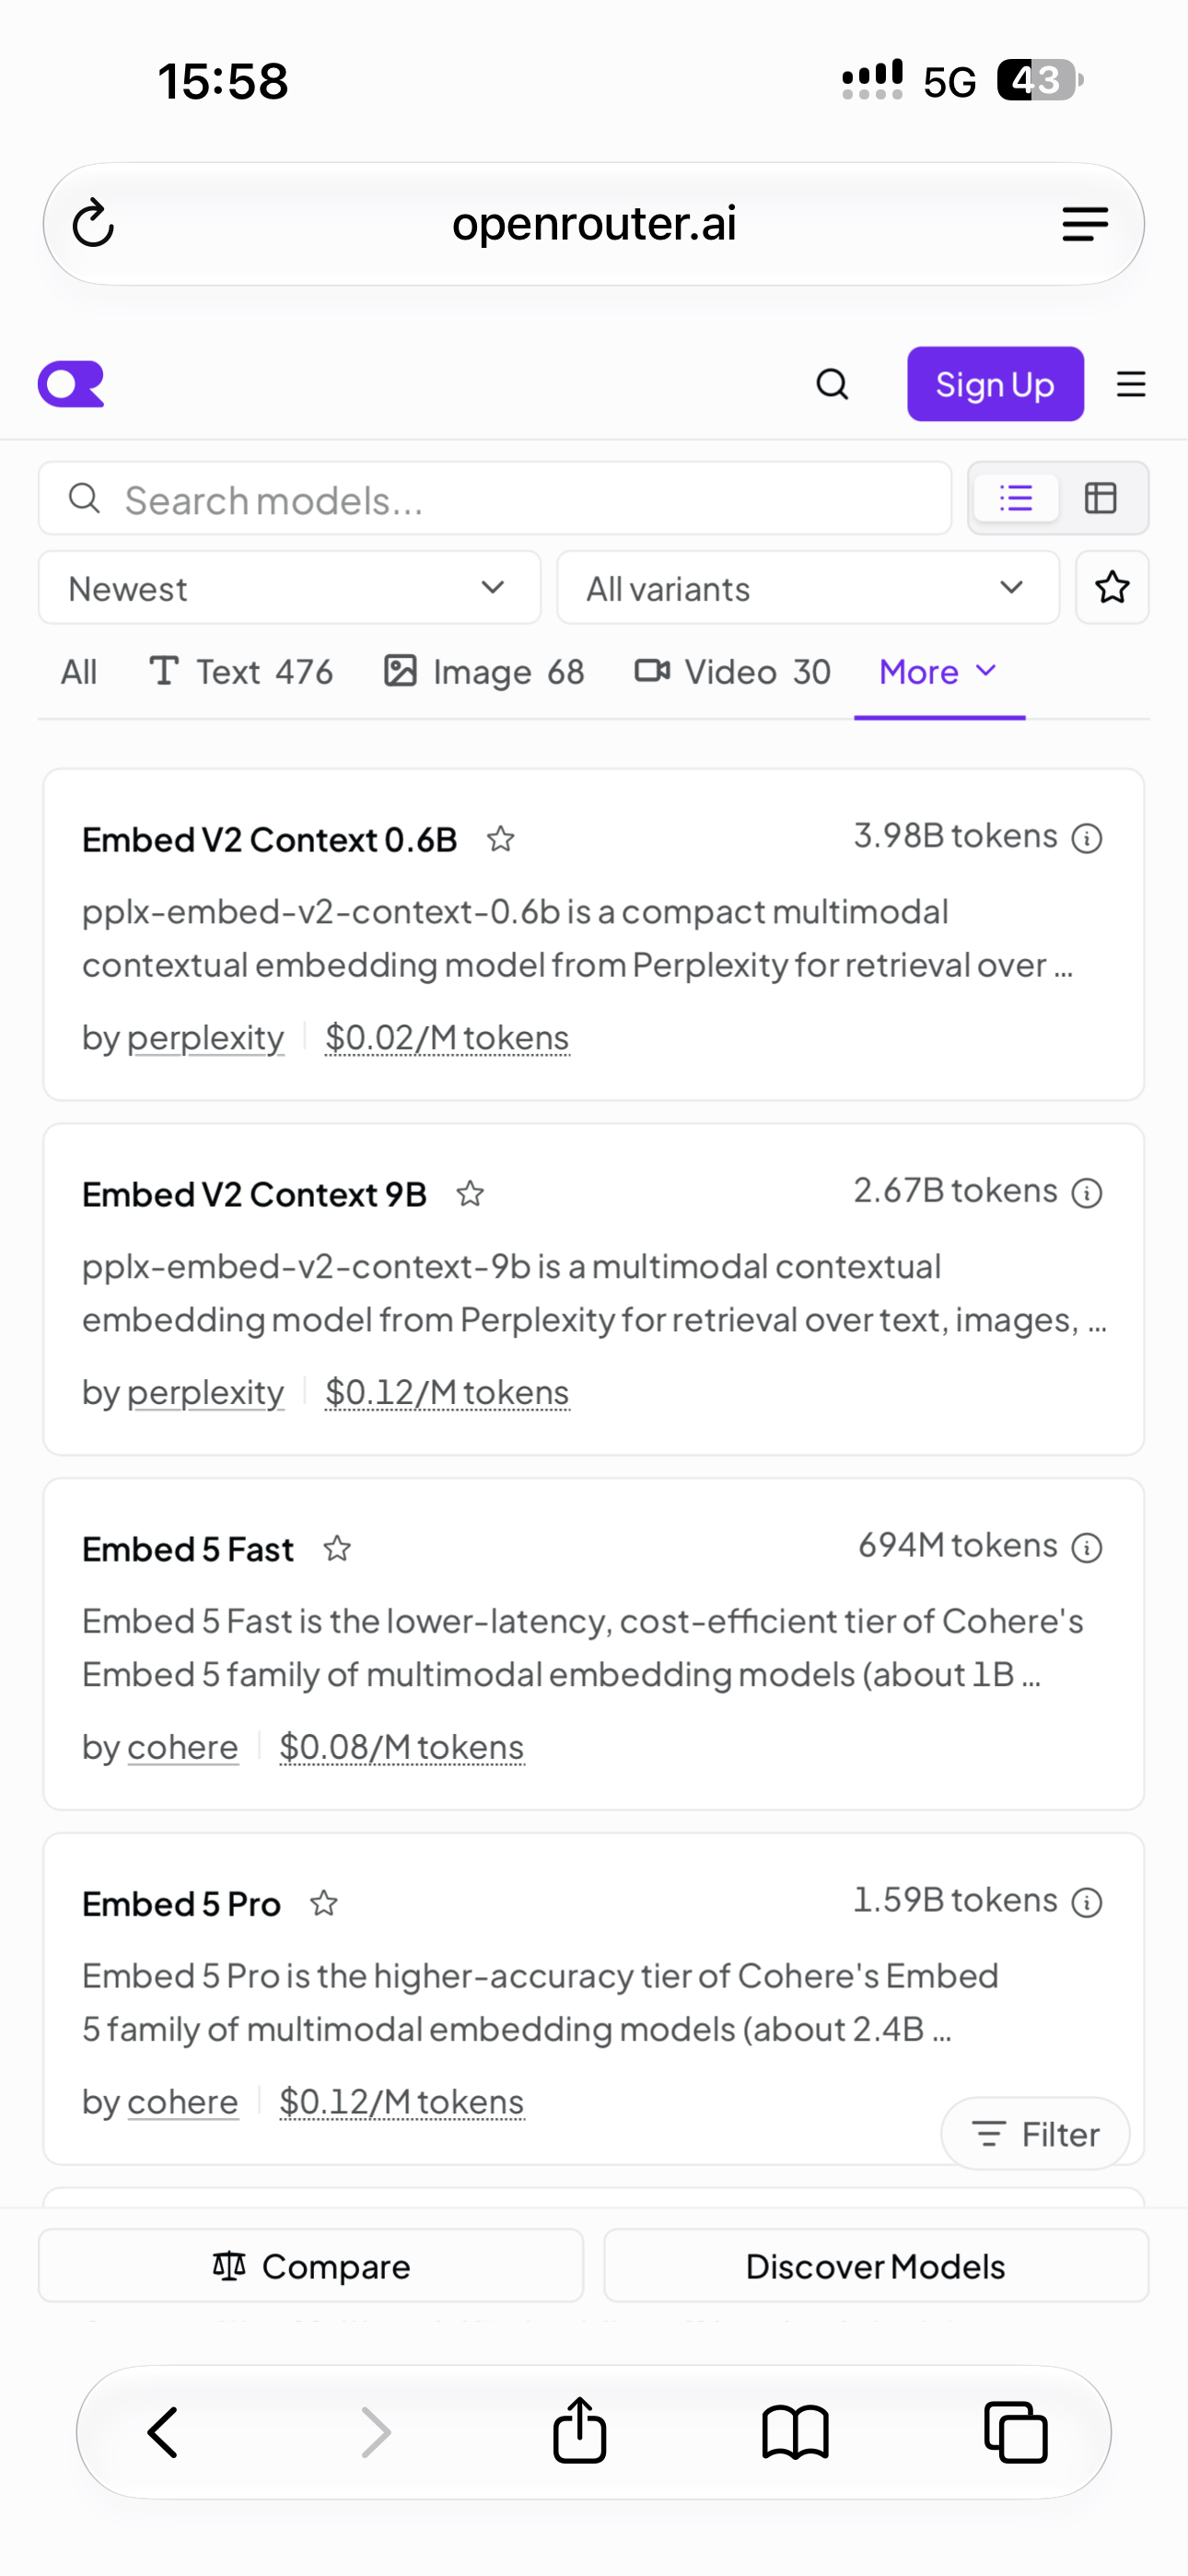 15:58
5G
43
openrouter.ai
Sign Up
Search models...
Newest
All variants
All
Text 476
Image 68
Video 30
More
Embed V2 Context 0.6B
3.98B tokens
pplx-embed-v2-context-0.6b is a compact multimodal
contextual embedding model from Perplexity for retrieval over ...
by perplexity
$0.02/M tokens
Embed V2 Context 9B
2.67B tokens
pplx-embed-v2-context-9b is a multimodal contextual
embedding model from Perplexity for retrieval over text, images, ...
by perplexity
$0.12/M tokens
Embed 5 Fast
694M tokens
Embed 5 Fast is the lower-latency, cost-efficient tier of Cohere's
Embed 5 family of multimodal embedding models (about 1B ...
by cohere
$0.08/M tokens
Embed 5 Pro
1.59B tokens
Embed 5 Pro is the higher-accuracy tier of Cohere's Embed
5 family of multimodal embedding models (about 2.4B ...
by cohere
$0.12/M tokens
Filter
Compare
Discover Models